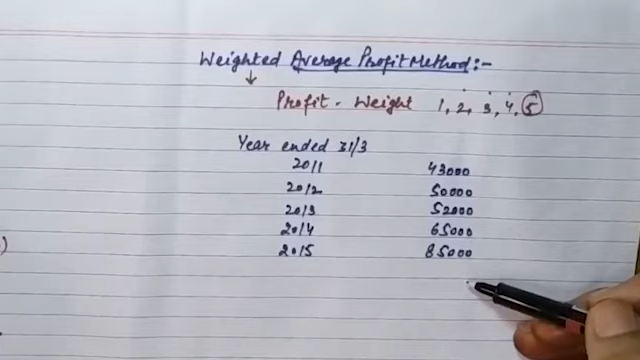 Weighted Average Profit Method:-
↓
Profit - Weight 1, 2, 3, 4, 5
Year ended 31/3
2011 43000
2012 50000
2013 52000
2014 65000
2015 85000
)